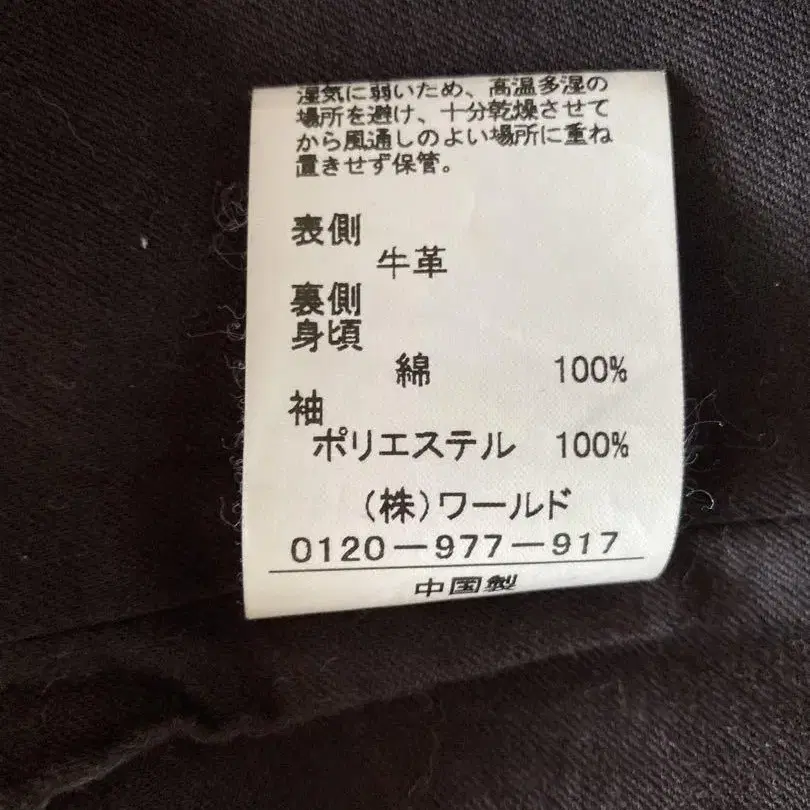 湿気に弱いため、高温多湿の
場所を避け、十分乾燥させて
から風通しのよい場所に重ね
置きせず保管。
表側
牛革
裏側
身頃
綿 100%
袖
ポリエステル 100%
(株)ワールド
0120-977-917
中国製